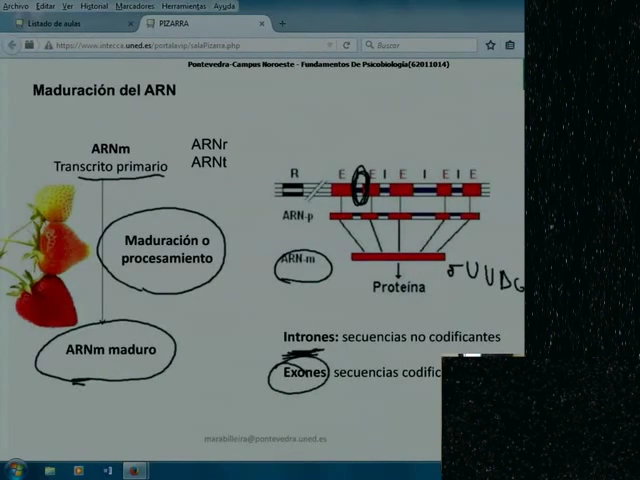 Archivo Editar Ver Historial Marcadores Herramientas Ayuda
Listado de aulas
PIZARRA
https://www.intecca.uned.es/portalavip/salaPizarra.php
Buscar
Pontevedra-Campus Noroeste - Fundamentos De Psicobiología(62011014)
Maduración del ARN
ARNm
Transcrito primario
ARNr
ARNt
Maduración o
procesamiento
ARNm maduro
R E E I E I E I E
ARN-p
ARN-m
Proteína
Intrones: secuencias no codificantes
Exones: secuencias codific
marabilleira@pontevedra.uned.es